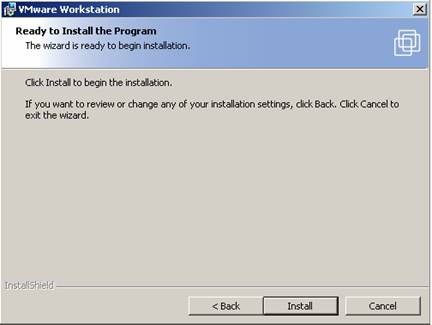 VMware Workstation
Ready to Install the Program
The wizard is ready to begin installation.
Click Install to begin the installation.
If you want to review or change any of your installation settings, click Back. Click Cancel to
exit the wizard.
InstallShield
< Back Install Cancel